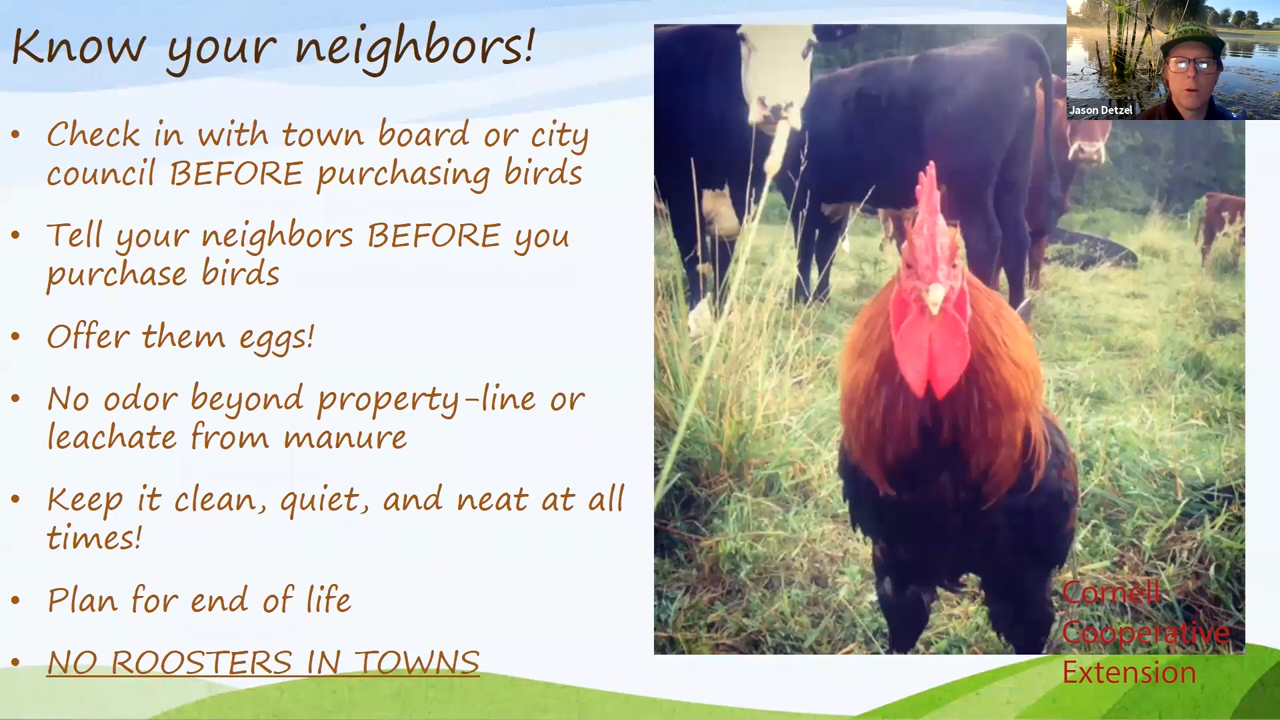 Know your neighbors!
Jason Detzel
• Check in with town board or city
council BEFORE purchasing birds
• Tell your neighbors BEFORE you
purchase birds
• Offer them eggs!
• No odor beyond property-line or
leachate from manure
• Keep it clean, quiet, and neat at all
times!
• Plan for end of life
• NO ROOSTERS IN TOWNS
Cornell
Cooperative
Extension